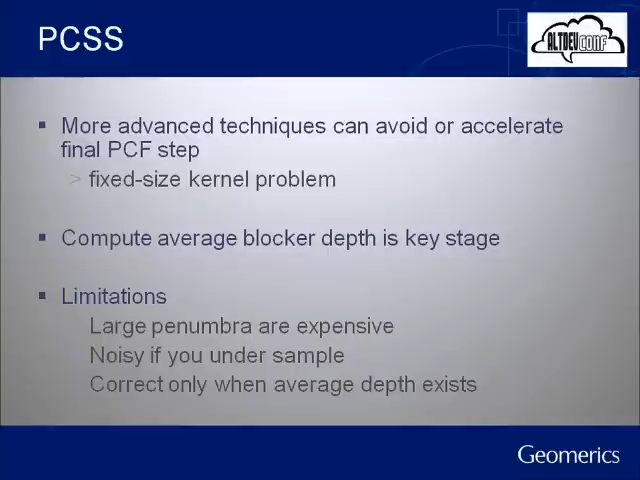 PCSS
ALTDEVCONF
▪ More advanced techniques can avoid or accelerate
final PCF step
> fixed-size kernel problem
▪ Compute average blocker depth is key stage
▪ Limitations
Large penumbra are expensive
Noisy if you under sample
Correct only when average depth exists
Geomerics